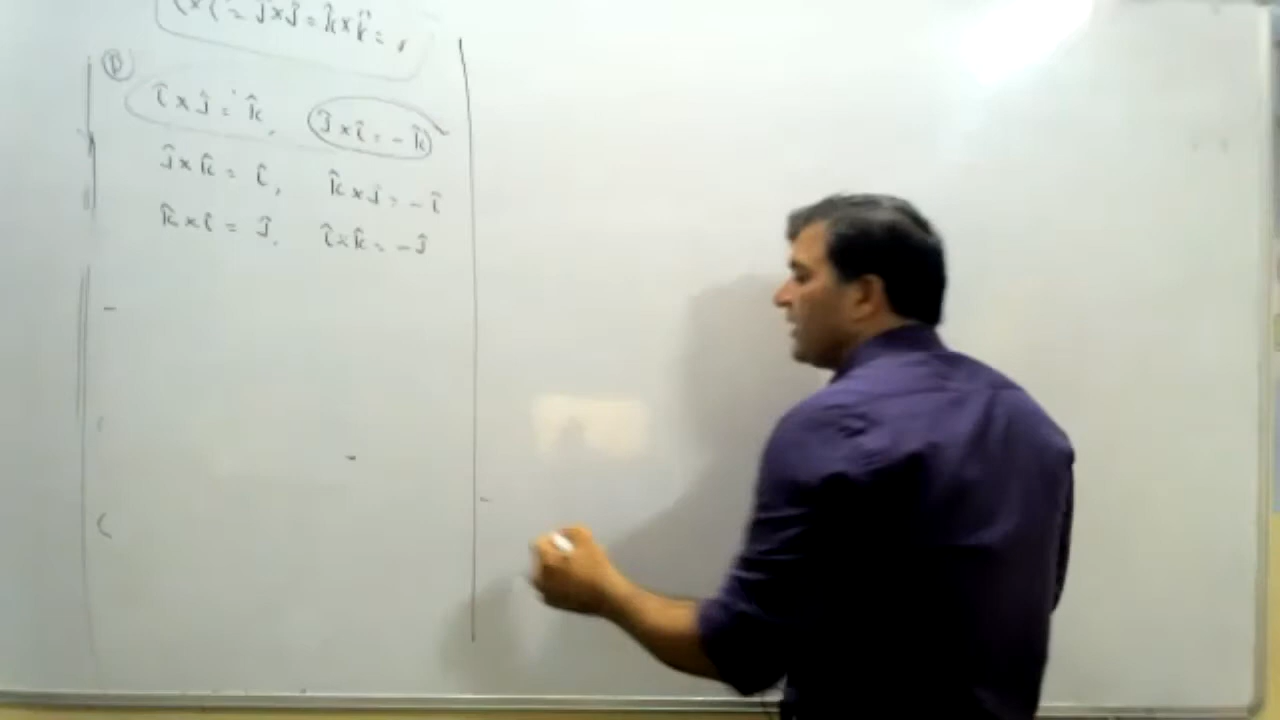 î×î = ĵ×ĵ = k̂×k̂ = 0
î×ĵ = k̂, ĵ×î = -k̂
ĵ×k̂ = î, k̂×ĵ = -î
k̂×î = ĵ, î×k̂ = -ĵ